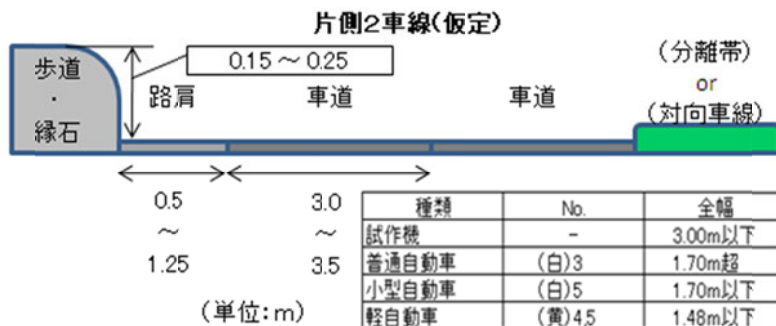 片側2車線(仮定)
歩道
・
縁石
0.15 ～ 0.25
路肩
車道
車道
(分離帯)
or
(対向車線)
0.5
～
1.25
3.0
～
3.5
(単位:m)
種類 No. 全幅
試作機 - 3.00m以下
普通自動車 (白)3 1.70m超
小型自動車 (白)5 1.70m以下
軽自動車 (黄)4,5 1.48m以下